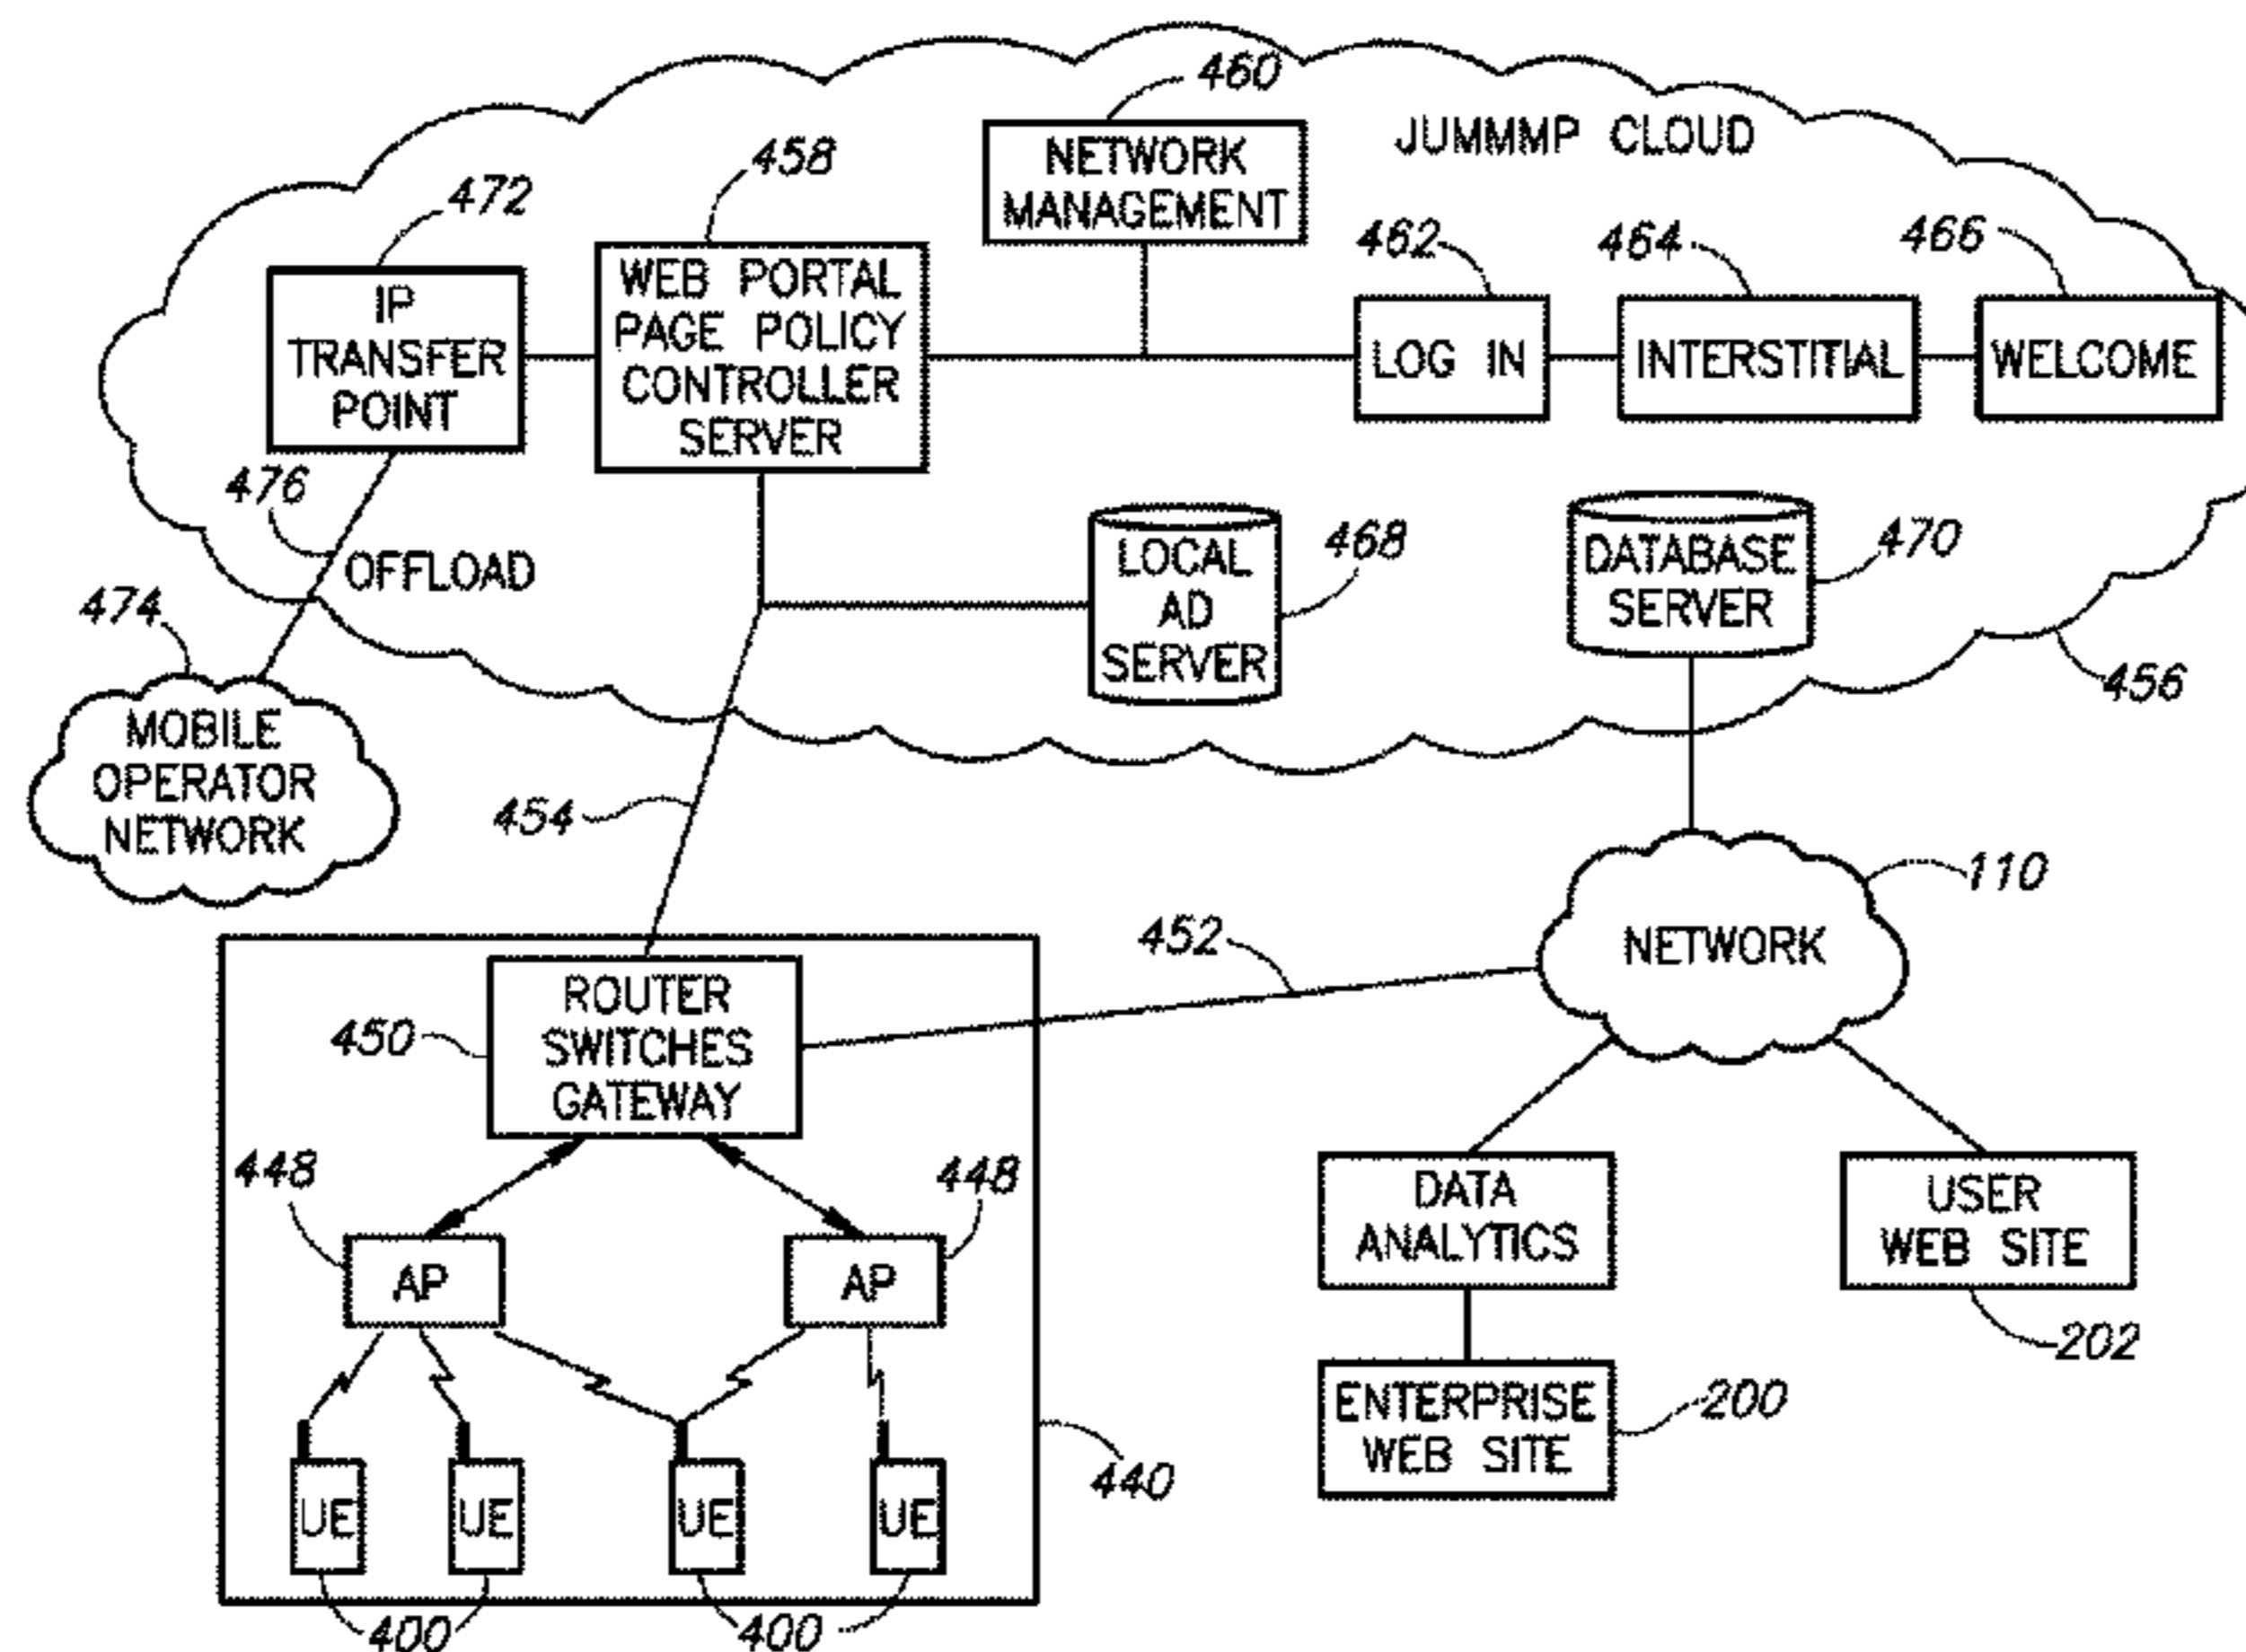 460
JUMMMP CLOUD
458
NETWORK
MANAGEMENT
472
462
464
466
IP
TRANSFER
POINT
WEB PORTAL
PAGE POLICY
CONTROLLER
SERVER
LOG IN
INTERSTITIAL
WELCOME
476
OFFLOAD
LOCAL
AD
SERVER
468
DATABASE
SERVER
470
474
456
MOBILE
OPERATOR
NETWORK
454
110
NETWORK
452
ROUTER
SWITCHES
GATEWAY
450
448
448
AP
AP
DATA
ANALYTICS
USER
WEB SITE
202
ENTERPRISE
WEB SITE
200
440
UE
UE
UE
UE
400
400